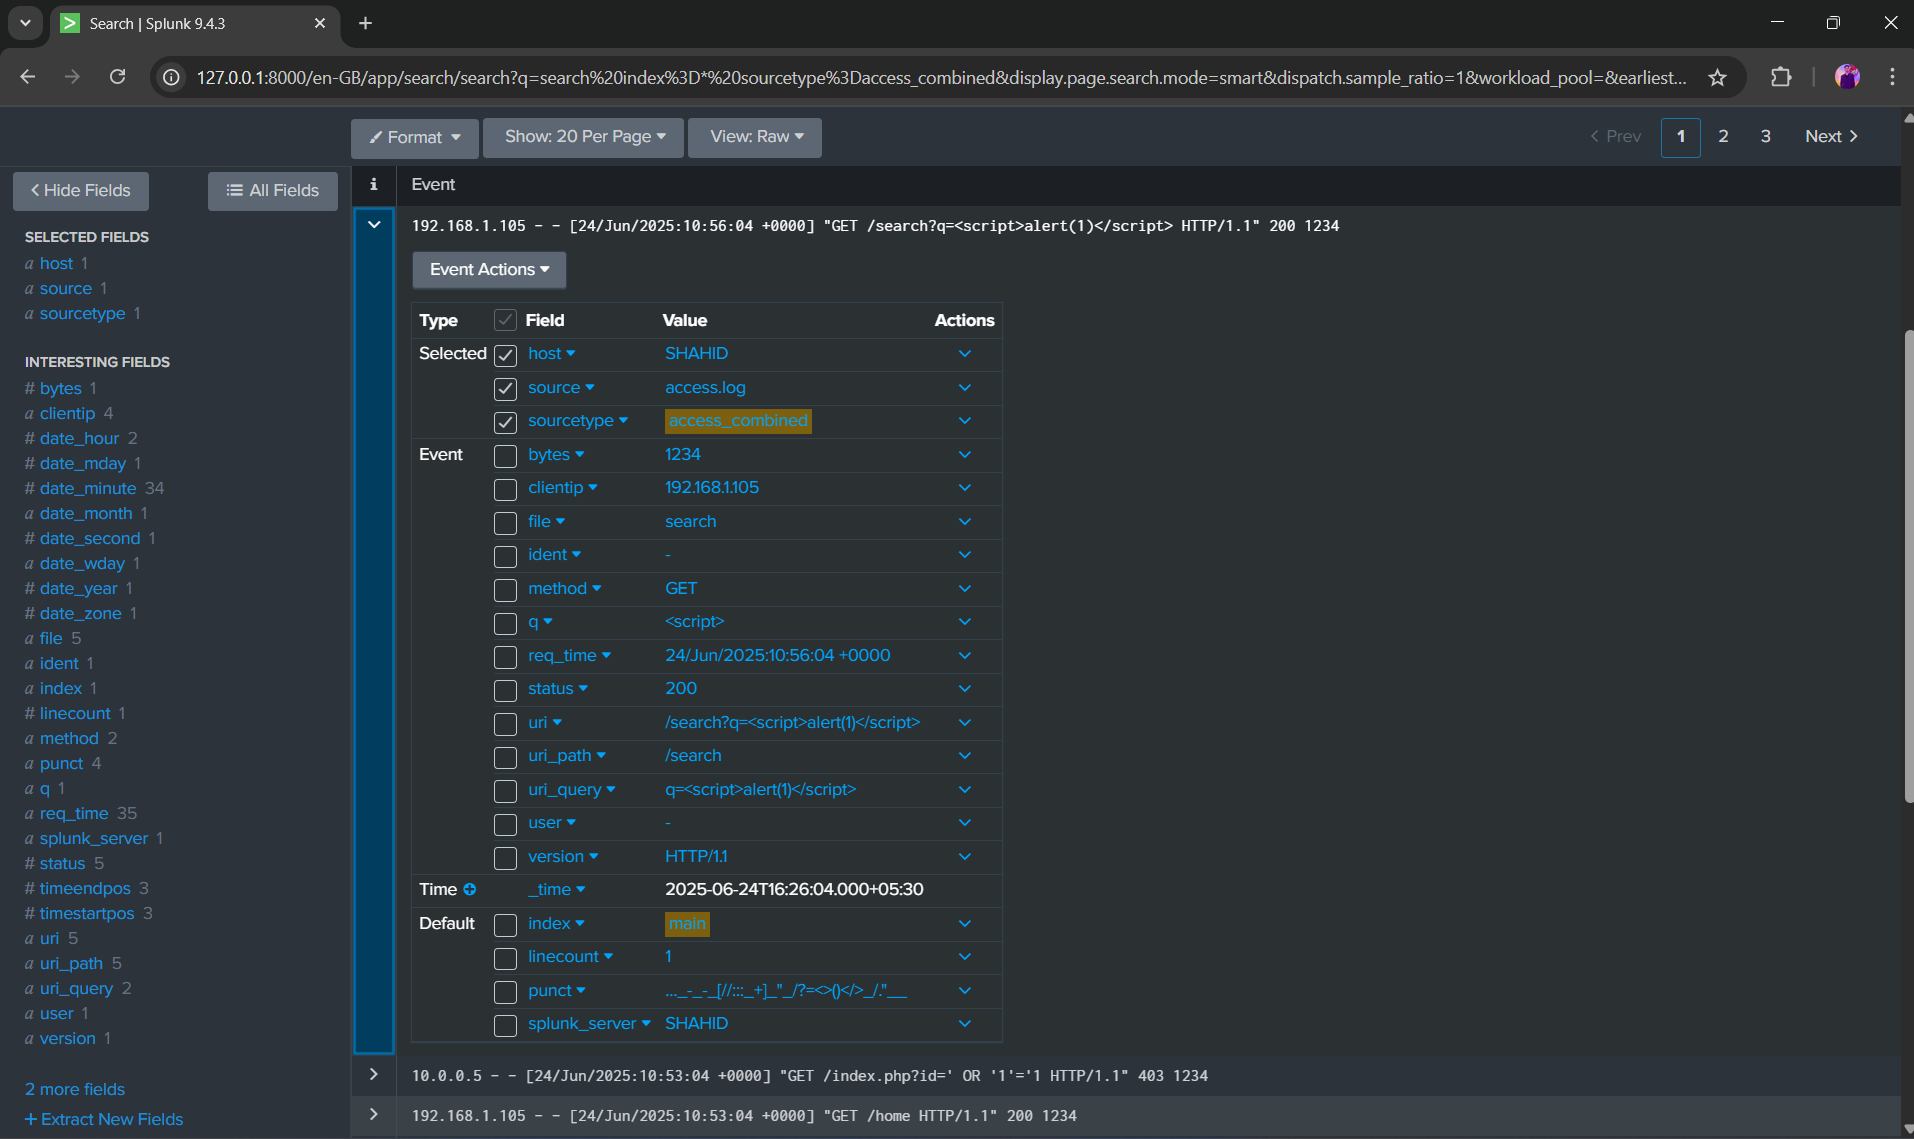 Search | Splunk 9.4.3
127.0.0.1:8000/en-GB/app/search/search?q=search%20index%3D*%20sourcetype%3Daccess_combined&display.page.search.mode=smart&dispatch.sample_ratio=1&workload_pool=&earliest...
Format
Show: 20 Per Page
View: Raw
Prev
1
2
3
Next
Hide Fields
All Fields
SELECTED FIELDS
a host 1
a source 1
a sourcetype 1
INTERESTING FIELDS
# bytes 1
a clientip 4
# date_hour 2
# date_mday 1
# date_minute 34
a date_month 1
# date_second 1
a date_wday 1
# date_year 1
# date_zone 1
a file 5
a ident 1
a index 1
# linecount 1
a method 2
a punct 4
a q 1
a req_time 35
a splunk_server 1
# status 5
# timeendpos 3
# timestartpos 3
a uri 5
a uri_path 5
a uri_query 2
a user 1
a version 1
2 more fields
+ Extract New Fields
i Event
192.168.1.105 - - [24/Jun/2025:10:56:04 +0000] "GET /search?q=<script>alert(1)</script> HTTP/1.1" 200 1234
Event Actions
Type Field Value Actions
Selected host SHAHID
source access.log
sourcetype access_combined
Event bytes 1234
clientip 192.168.1.105
file search
ident -
method GET
q <script>
req_time 24/Jun/2025:10:56:04 +0000
status 200
uri /search?q=<script>alert(1)</script>
uri_path /search
uri_query q=<script>alert(1)</script>
user -
version HTTP/1.1
Time _time 2025-06-24T16:26:04.000+05:30
Default index main
linecount 1
punct ..._-_-_[//:::_+]_"_/?=<>()</>_/."__
splunk_server SHAHID
10.0.0.5 - - [24/Jun/2025:10:53:04 +0000] "GET /index.php?id=' OR '1'='1 HTTP/1.1" 403 1234
192.168.1.105 - - [24/Jun/2025:10:53:04 +0000] "GET /home HTTP/1.1" 200 1234